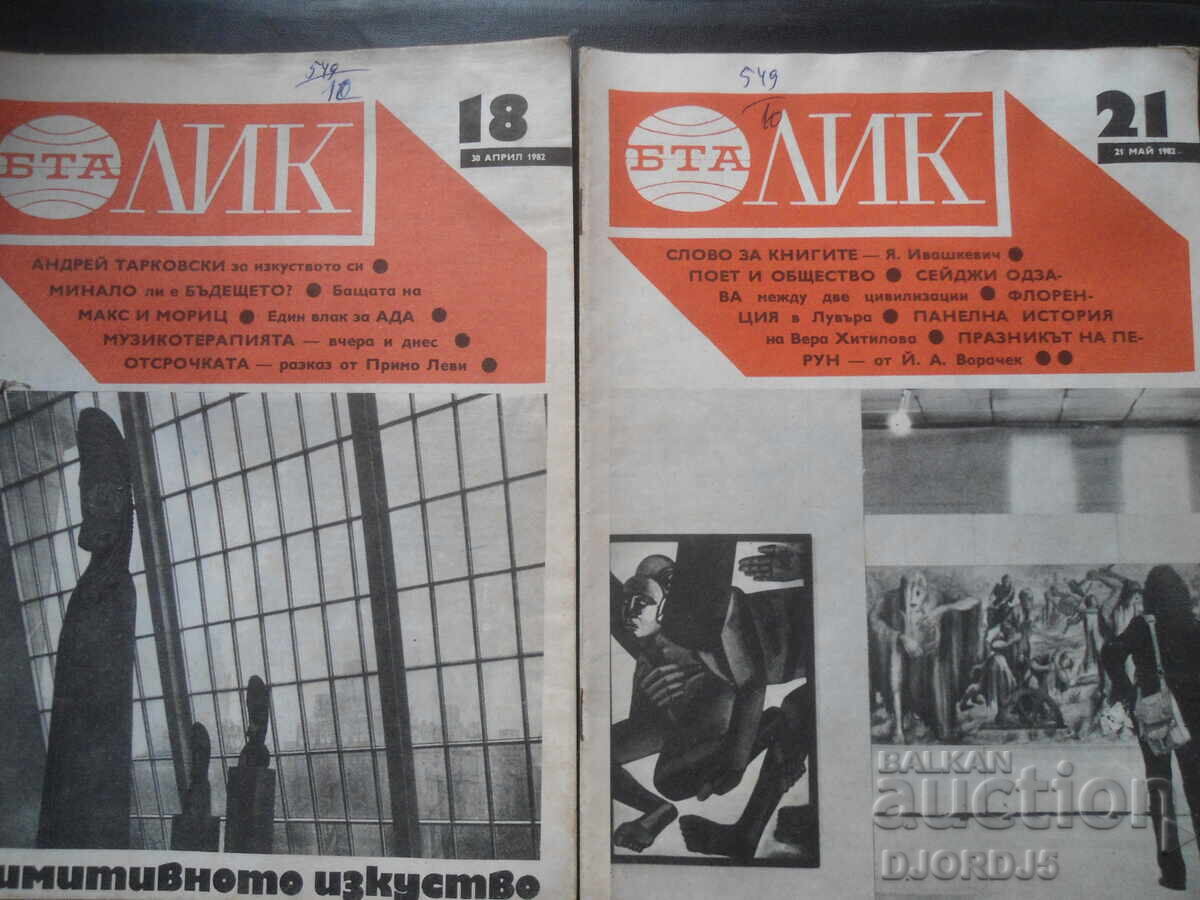 549
10
18
30 АПРИЛ 1982
БТА ЛИК
АНДРЕЙ ТАРКОВСКИ за изкуството си ●
МИНАЛО ли е БЪДЕЩЕТО? ● Бащата на
МАКС И МОРИЦ ● Един влак за АДА ●
МУЗИКОТЕРАПИЯТА — вчера и днес ●
ОТСРОЧКАТА — разказ от Примо Леви ●
имитивното изкуство
549
10
21
21 МАЙ 1982
БТА ЛИК
СЛОВО ЗА КНИГИТЕ — Я. Ивашкевич ●
ПОЕТ И ОБЩЕСТВО ● СЕЙДЖИ ОДЗА-
ВА между две цивилизации ● ФЛОРЕН-
ЦИЯ в Лувъра ● ПАНЕЛНА ИСТОРИЯ
на Вера Хитилова ● ПРАЗНИКЪТ НА ПЕ-
РУН — от Й. А. Ворачек ●●
BALKAN
auction
DJORDJ5